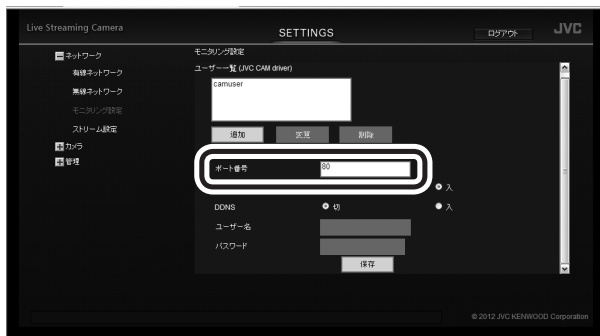 Live Streaming Camera
SETTINGS
ログアウト
JVC
ネットワーク
有線ネットワーク
無線ネットワーク
モニタリング設定
ストリーム設定
カメラ
管理
モニタリング設定
ユーザー一覧 (JVC CAM driver)
camuser
追加 変更 削除
ポート番号 80
入
DDNS 切 入
ユーザー名
パスワード
保存
© 2012 JVC KENWOOD Corporation